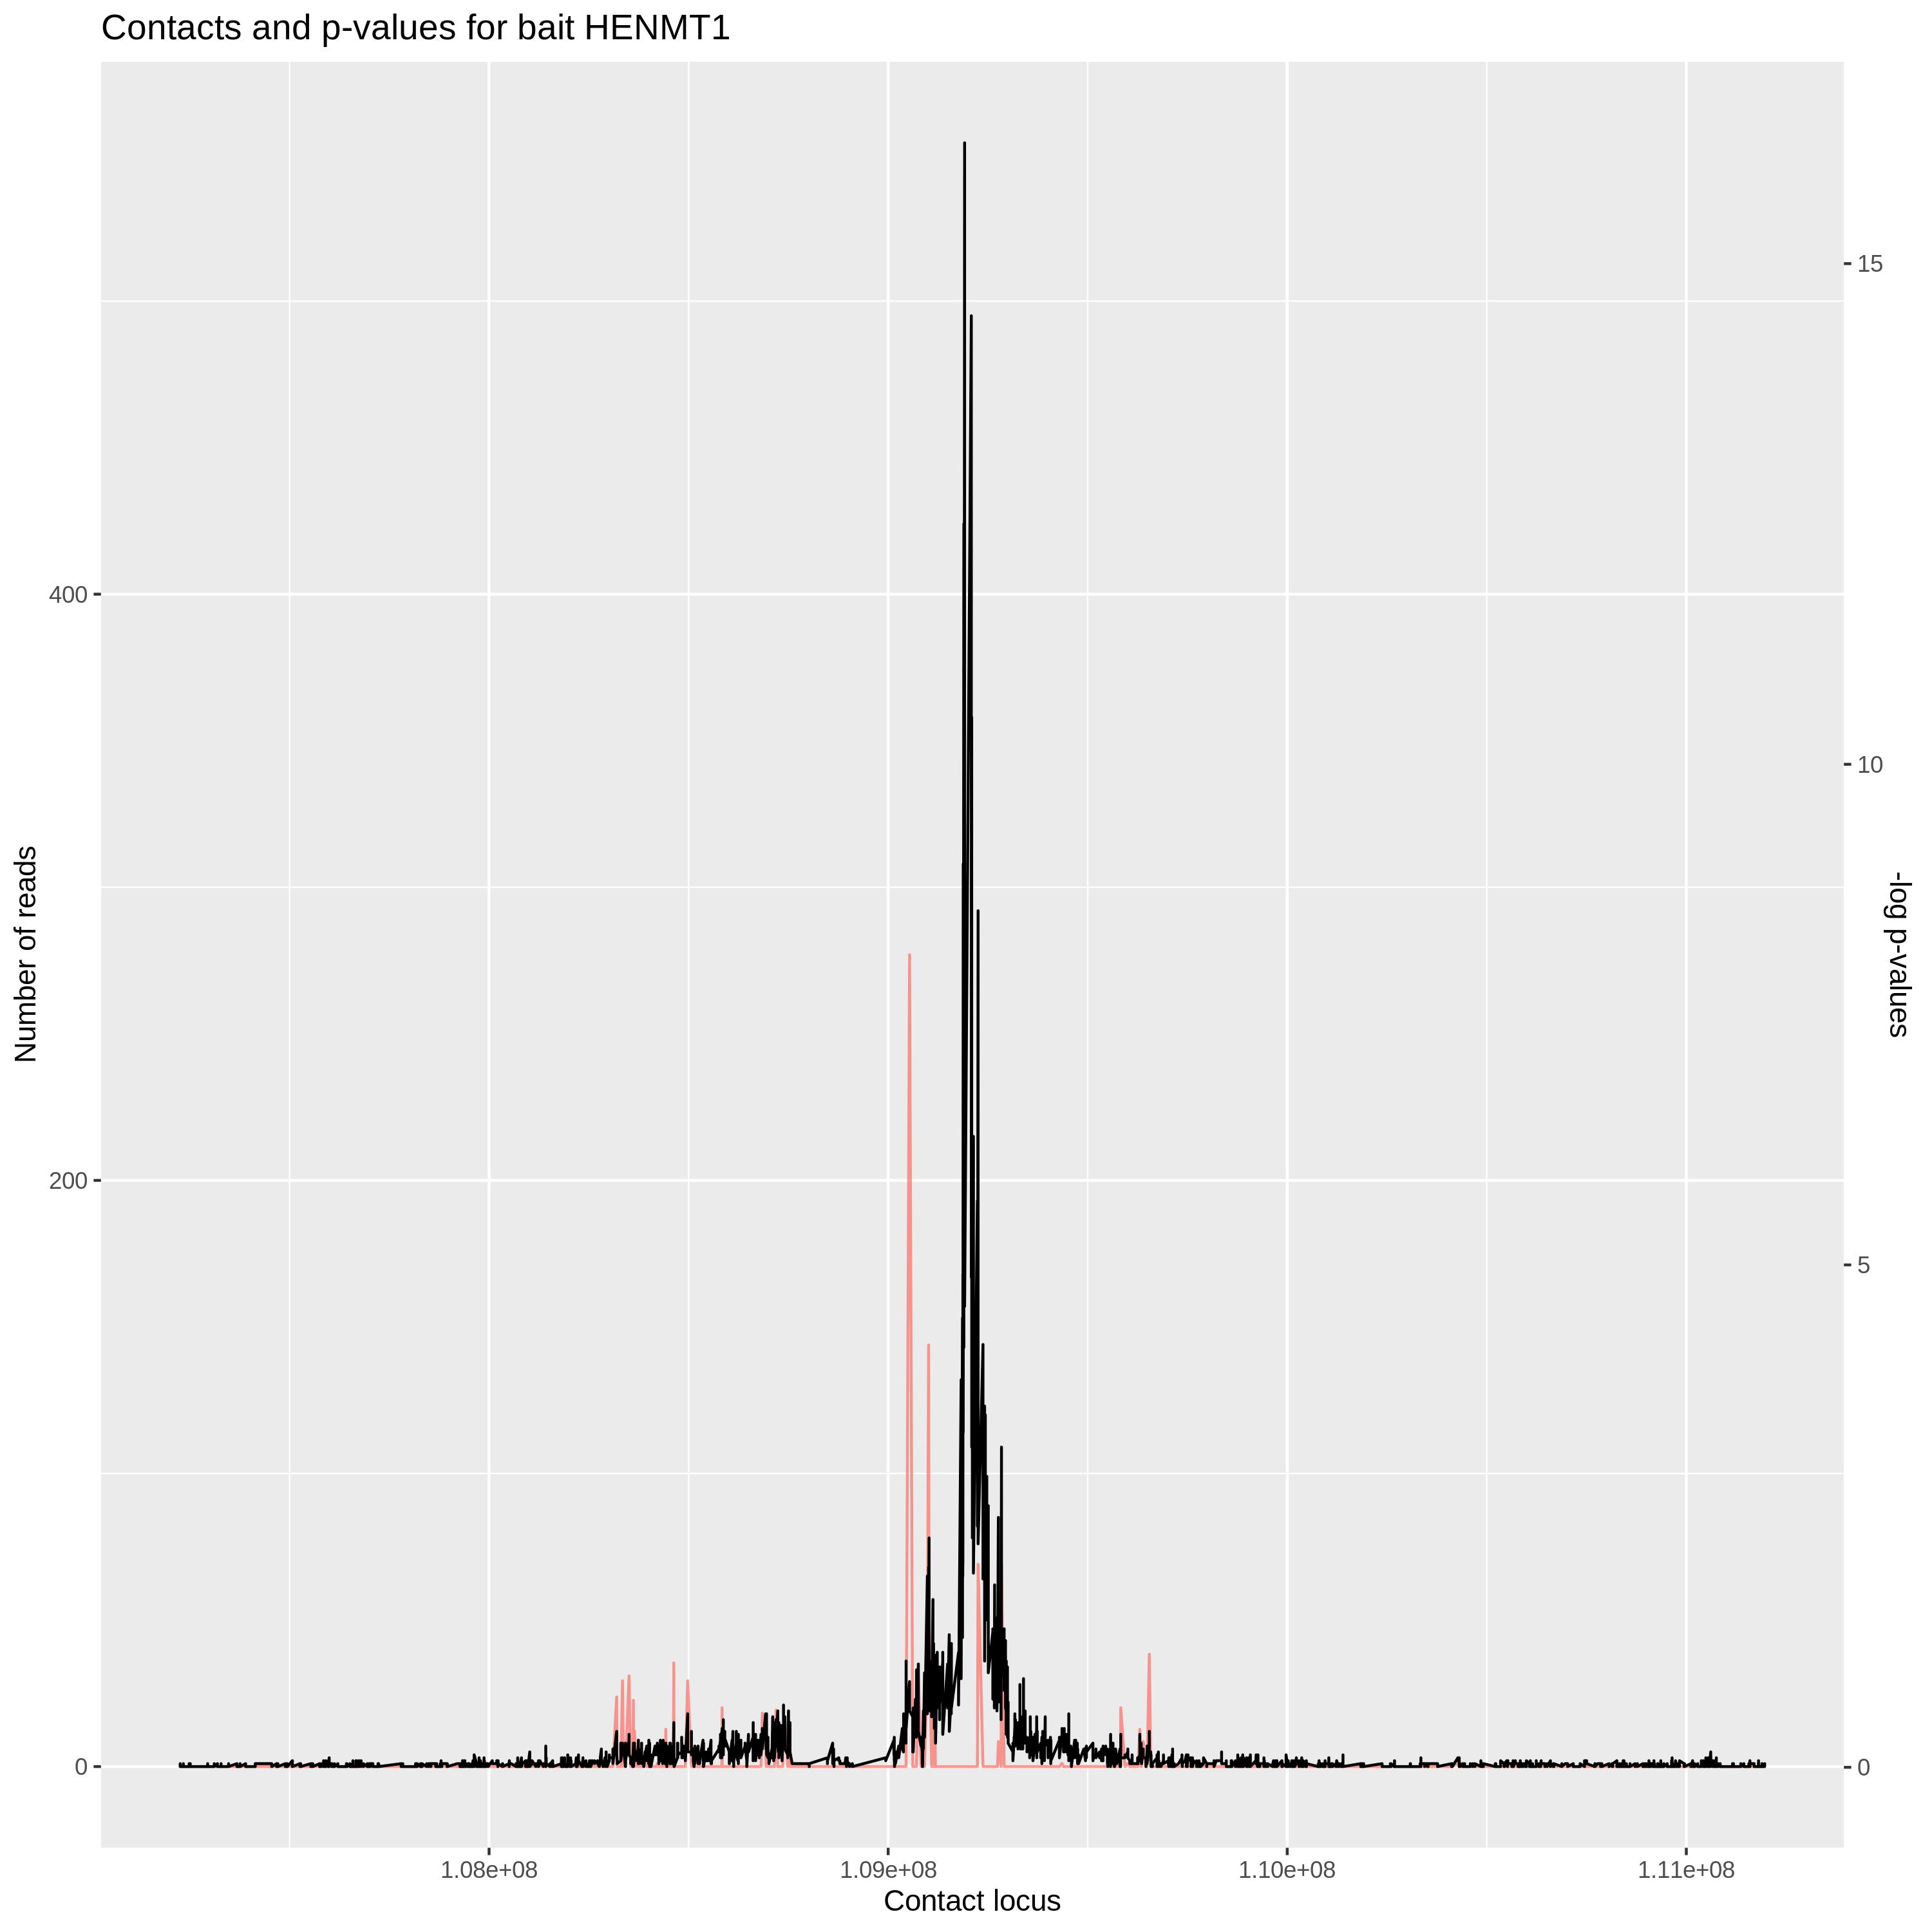 Contacts and p-values for bait HENMT1
15
400
10
Number of reads
-log p-values
200
5
0
0
1.08e+08
1.09e+08
1.10e+08
1.11e+08
Contact locus